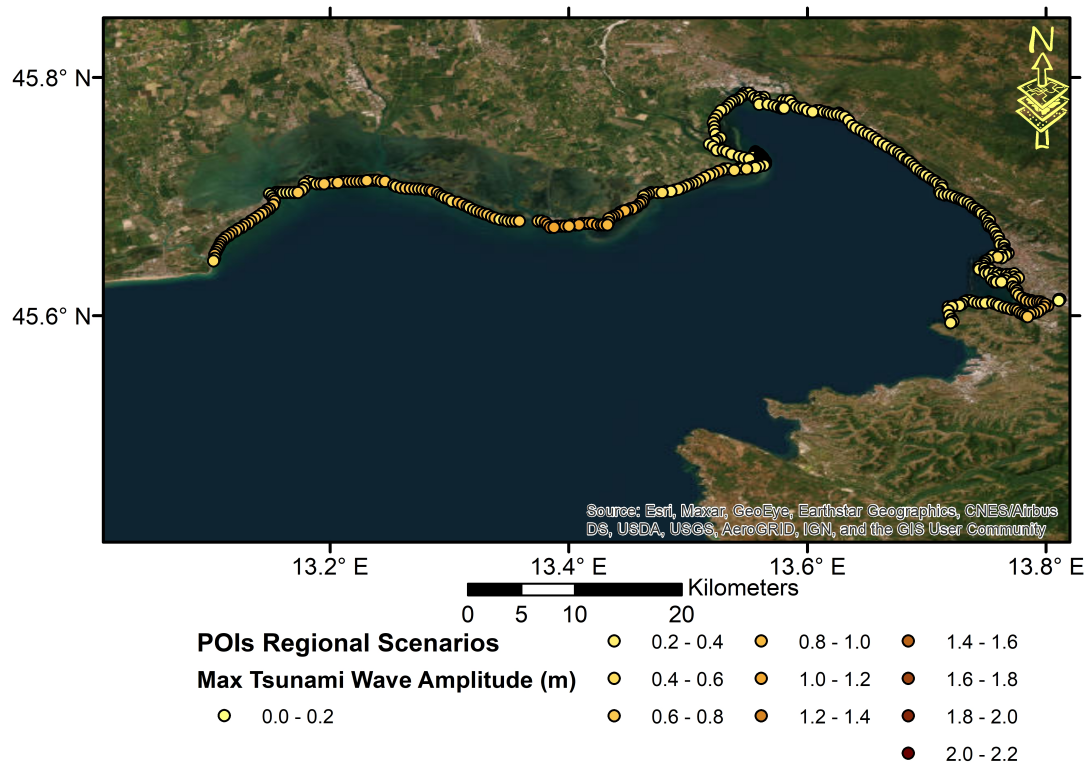 N
45.8° N
45.6° N
Source: Esri, Maxar, GeoEye, Earthstar Geographics, CNES/Airbus
DS, USDA, USGS, AeroGRID, IGN, and the GIS User Community
13.2° E 13.4° E 13.6° E 13.8° E
Kilometers
0 5 10 20
POIs Regional Scenarios
Max Tsunami Wave Amplitude (m)
0.0 - 0.2
0.2 - 0.4
0.4 - 0.6
0.6 - 0.8
0.8 - 1.0
1.0 - 1.2
1.2 - 1.4
1.4 - 1.6
1.6 - 1.8
1.8 - 2.0
2.0 - 2.2